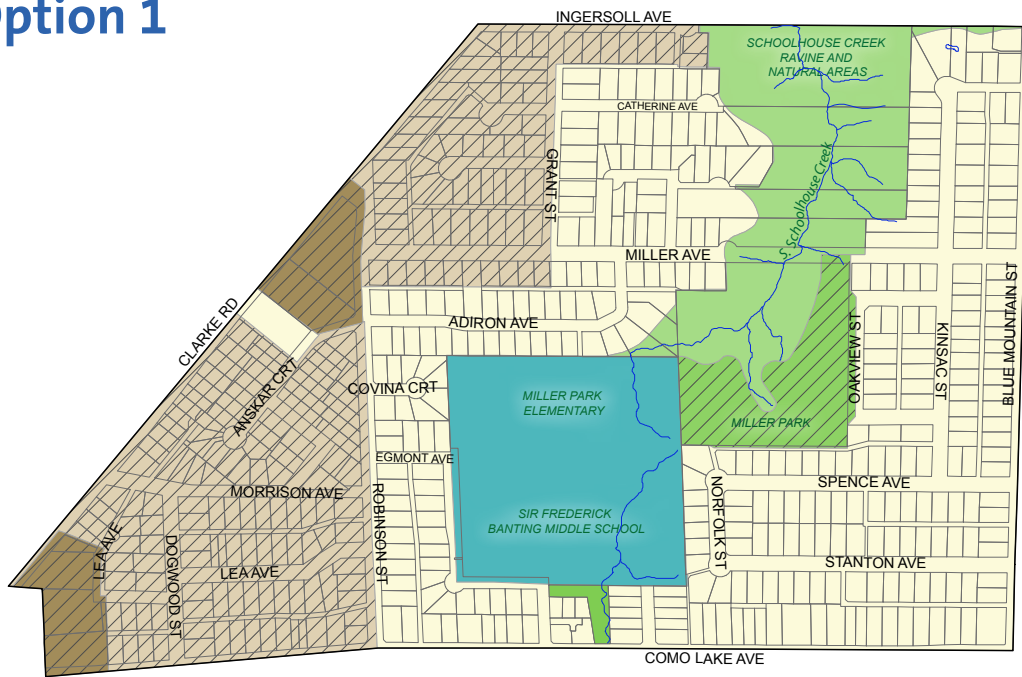 Option 1
INGERSOLL AVE
SCHOOLHOUSE CREEK
RAVINE AND
NATURAL AREAS
CATHERINE AVE
GRANT ST
S. Schoolhouse Creek
MILLER AVE
CLARKE RD
ADIRON AVE
OAKVIEW ST
KINSAC ST
BLUE MOUNTAIN ST
ANSKAR CRT
COVINA CRT
MILLER PARK
ELEMENTARY
MILLER PARK
EGMONT AVE
MORRISON AVE
ROBINSON ST
NORFOLK ST
SPENCE AVE
SIR FREDERICK
BANTING MIDDLE SCHOOL
LEA AVE
DOGWOOD ST
LEA AVE
STANTON AVE
COMO LAKE AVE